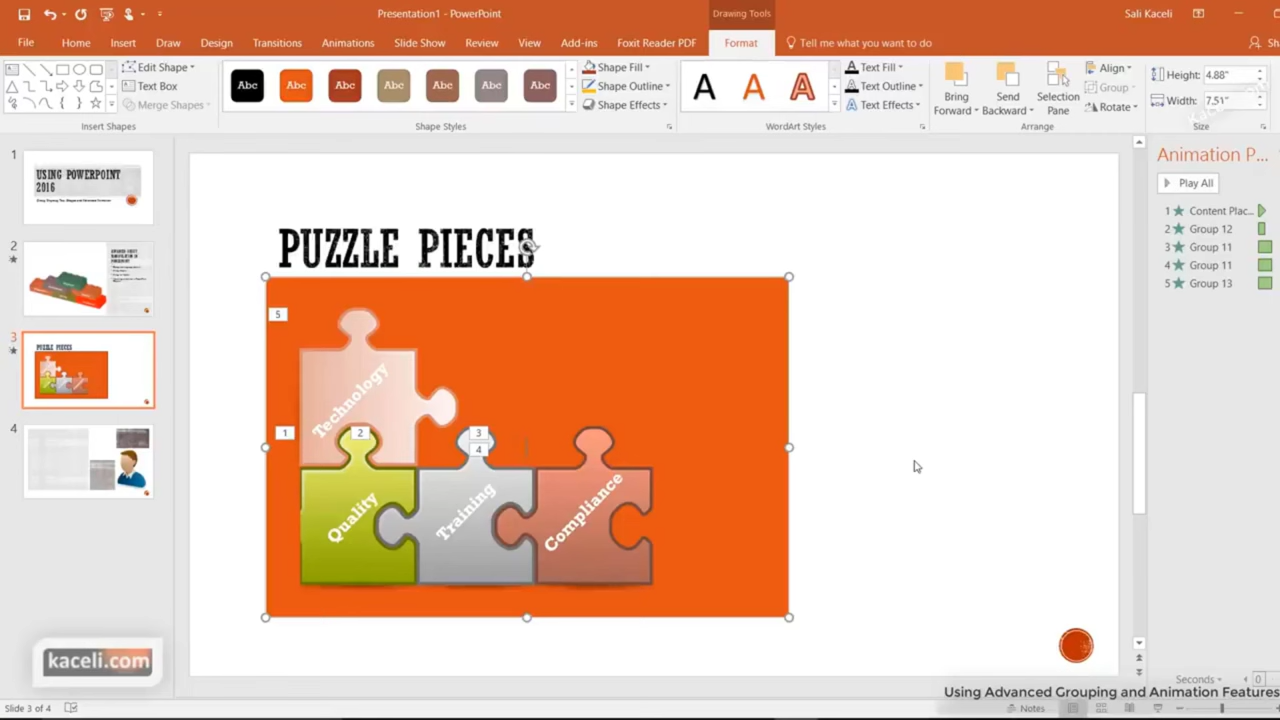 Presentation1 - PowerPoint
Drawing Tools
Sali Kaceli
File Home Insert Draw Design Transitions Animations Slide Show Review View Add-ins Foxit Reader PDF Format Tell me what you want to do
Edit Shape
Text Box
Merge Shapes
Insert Shapes
Abc Abc Abc Abc Abc Abc Abc
Shape Fill
Shape Outline
Shape Effects
Shape Styles
A A A
Text Fill
Text Outline
Text Effects
WordArt Styles
Bring Forward
Send Backward
Selection Pane
Align
Group
Rotate
Arrange
Height: 4.88"
Width: 7.51"
Size
1
USING POWERPOINT
2016
2
3
PUZZLE PIECES
4
PUZZLE PIECES
5
Technology
1 2 3
4
Quality Training Compliance
Animation P...
Play All
1 Content Plac...
2 Group 12
3 Group 11
4 Group 11
5 Group 13
Seconds 0
kaceli.com
Using Advanced Grouping and Animation Features
Slide 3 of 4
Notes